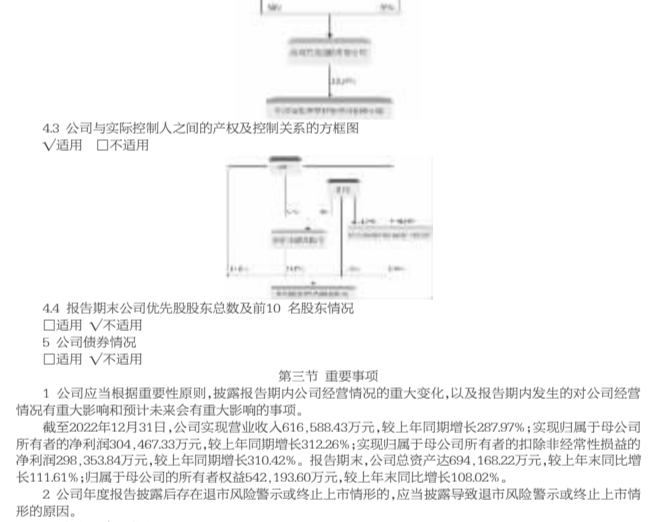 4.3 公司与实际控制人之间的产权及控制关系的方框图
√适用 □不适用
4.4 报告期末公司优先股股东总数及前10 名股东情况
□适用 √不适用
5 公司债券情况
□适用 √不适用
第三节 重要事项
1 公司应当根据重要性原则,披露报告期内公司经营情况的重大变化,以及报告期内发生的对公司经营
情况有重大影响和预计未来会有重大影响的事项。
截至2022年12月31日,公司实现营业收入616,588.43万元,较上年同期增长287.97%;实现归属于母公司
所有者的净利润304,467.33万元,较上年同期增长312.26%;实现归属于母公司所有者的扣除非经常性损益的
净利润298,353.84万元,较上年同期增长310.42%。报告期末,公司总资产达694,168.22万元,较上年末同比增
长111.61%;归属于母公司的所有者权益542,193.60万元,较上年末同比增长108.02%。
2 公司年度报告披露后存在退市风险警示或终止上市情形的,应当披露导致退市风险警示或终止上市情
形的原因。